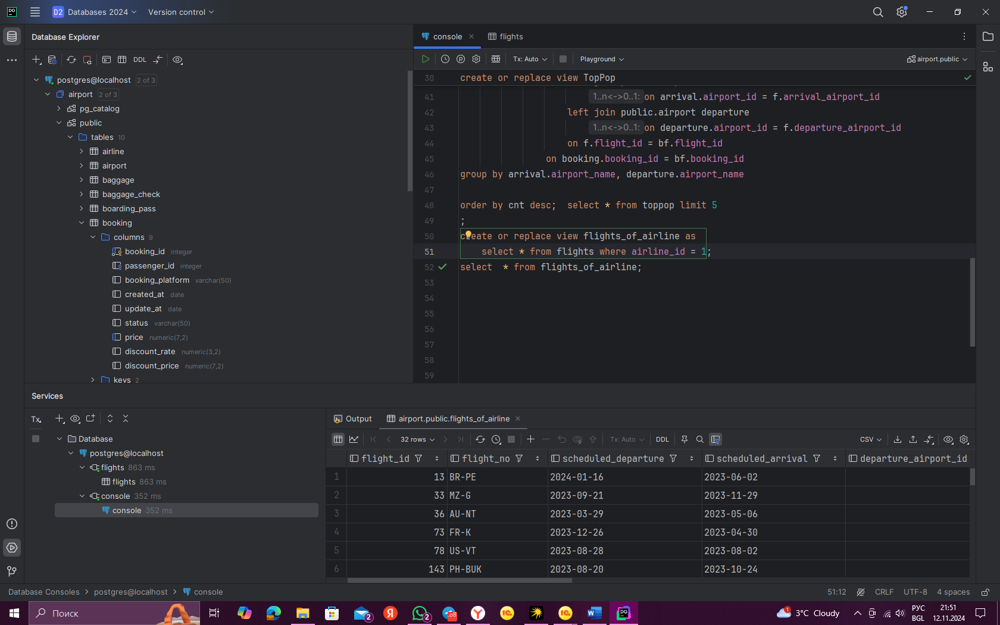 DG D2 Databases 2024 Version control
Database Explorer
DDL
postgres@localhost 2 of 3
airport 2 of 3
pg_catalog
public
tables 10
airline
airport
baggage
baggage_check
boarding_pass
booking
columns 9
booking_id integer
passenger_id integer
booking_platform varchar(50)
created_at date
update_at date
status varchar(50)
price numeric(7,2)
discount_rate numeric(3,2)
discount_price numeric(7,2)
keys 2
console flights
Tx: Auto Playground airport.public
30 create or replace view TopPop
41 1..n<->0..1: on arrival.airport_id = f.arrival_airport_id
42 left join public.airport departure
43 1..n<->0..1: on departure.airport_id = f.departure_airport_id
44 on f.flight_id = bf.flight_id
45 on booking.booking_id = bf.booking_id
46 group by arrival.airport_name, departure.airport_name
47
48 order by cnt desc; select * from toppop limit 5
49 ;
50 create or replace view flights_of_airline as
51 select * from flights where airline_id = 1;
52 select * from flights_of_airline;
53
54
55
56
57
58
59
Services
Tx
Database
postgres@localhost
flights 863 ms
flights 863 ms
console 352 ms
console 352 ms
Output airport.public.flights_of_airline
32 rows Tx: Auto DDL CSV
flight_id flight_no scheduled_departure scheduled_arrival departure_airport_id
1 13 BR-PE 2024-01-16 2023-06-02
2 33 MZ-G 2023-09-21 2023-11-29
3 36 AU-NT 2023-03-29 2023-05-06
4 73 FR-K 2023-12-26 2023-04-30
5 78 US-VT 2023-08-28 2023-08-02
6 143 PH-BUK 2023-08-20 2023-10-24
Database Consoles > postgres@localhost > console 51:12 CRLF UTF-8 4 spaces
Поиск 2 Я 2 Y W DG 1 3°C Cloudy РУС 21:51
BGL 12.11.2024